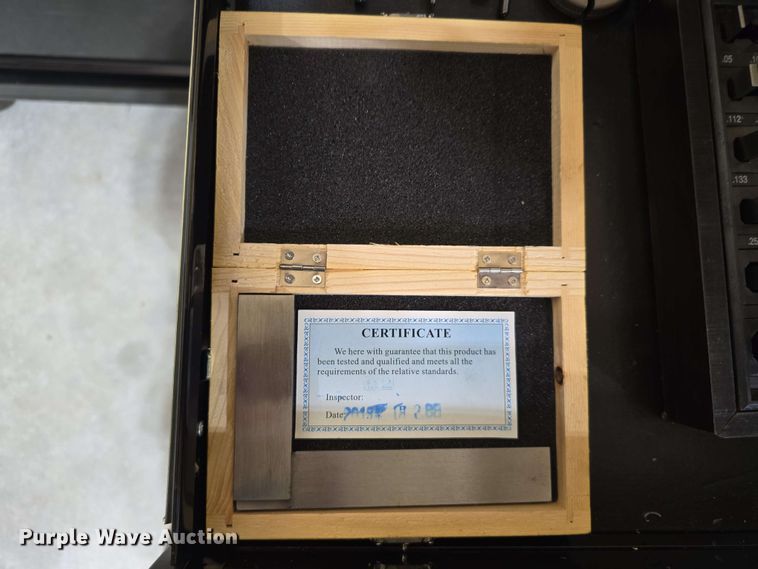 .05
.112
.133
CERTIFICATE
We here with guarantee that this product has
been tested and qualified and meets all the
requirements of the relative standards.
Inspector:
Date:
Purple Wave Auction